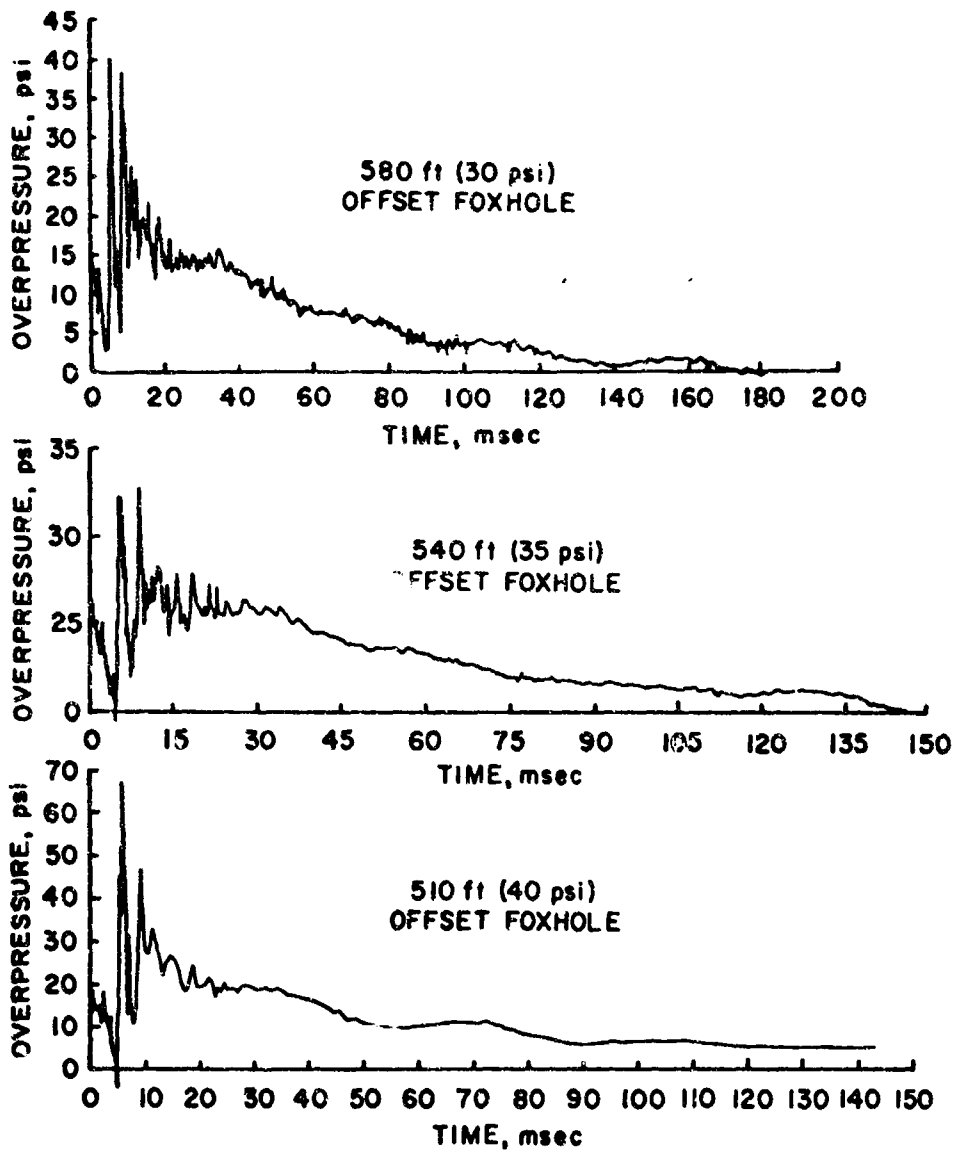 45
40
35
30
25
20
15
10
5
0
OVERPRESSURE, psi
580 ft (30 psi)
OFFSET FOXHOLE
0 20 40 60 80 100 120 140 160 180 200
TIME, msec
35
30
25
0
OVERPRESSURE, psi
540 ft (35 psi)
FFSET FOXHOLE
0 15 30 45 60 75 90 105 120 135 150
TIME, msec
70
60
50
40
30
20
10
0
OVERPRESSURE, psi
510 ft (40 psi)
OFFSET FOXHOLE
0 10 20 30 40 50 60 70 80 90 100 110 120 130 140 150
TIME, msec